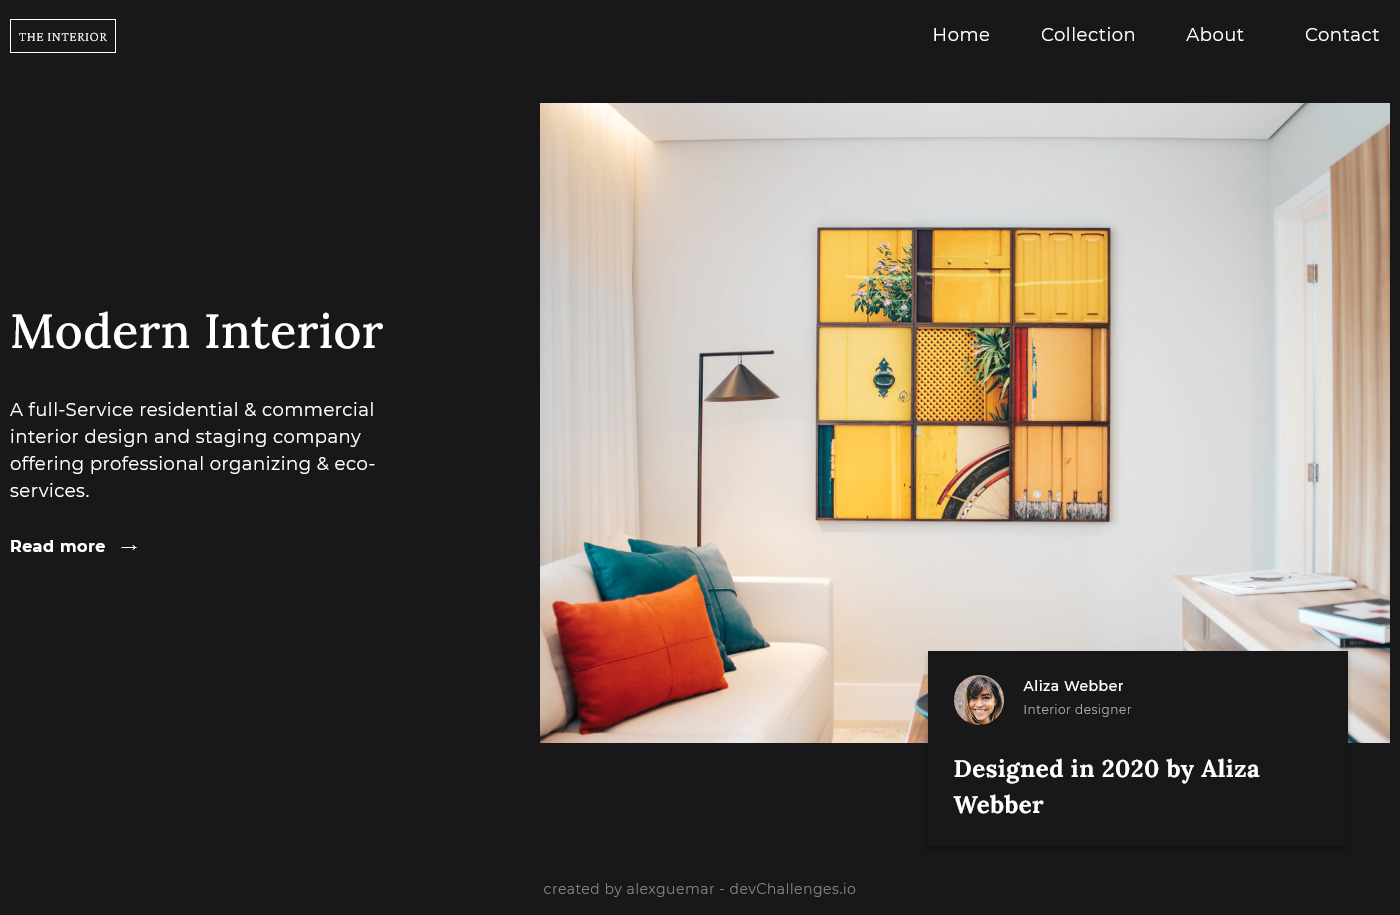 THE INTERIOR
Home
Collection
About
Contact
Modern Interior
A full-Service residential & commercial
interior design and staging company
offering professional organizing & eco-
services.
Read more →
Aliza Webber
Interior designer
Designed in 2020 by Aliza
Webber
created by alexguemar - devChallenges.io